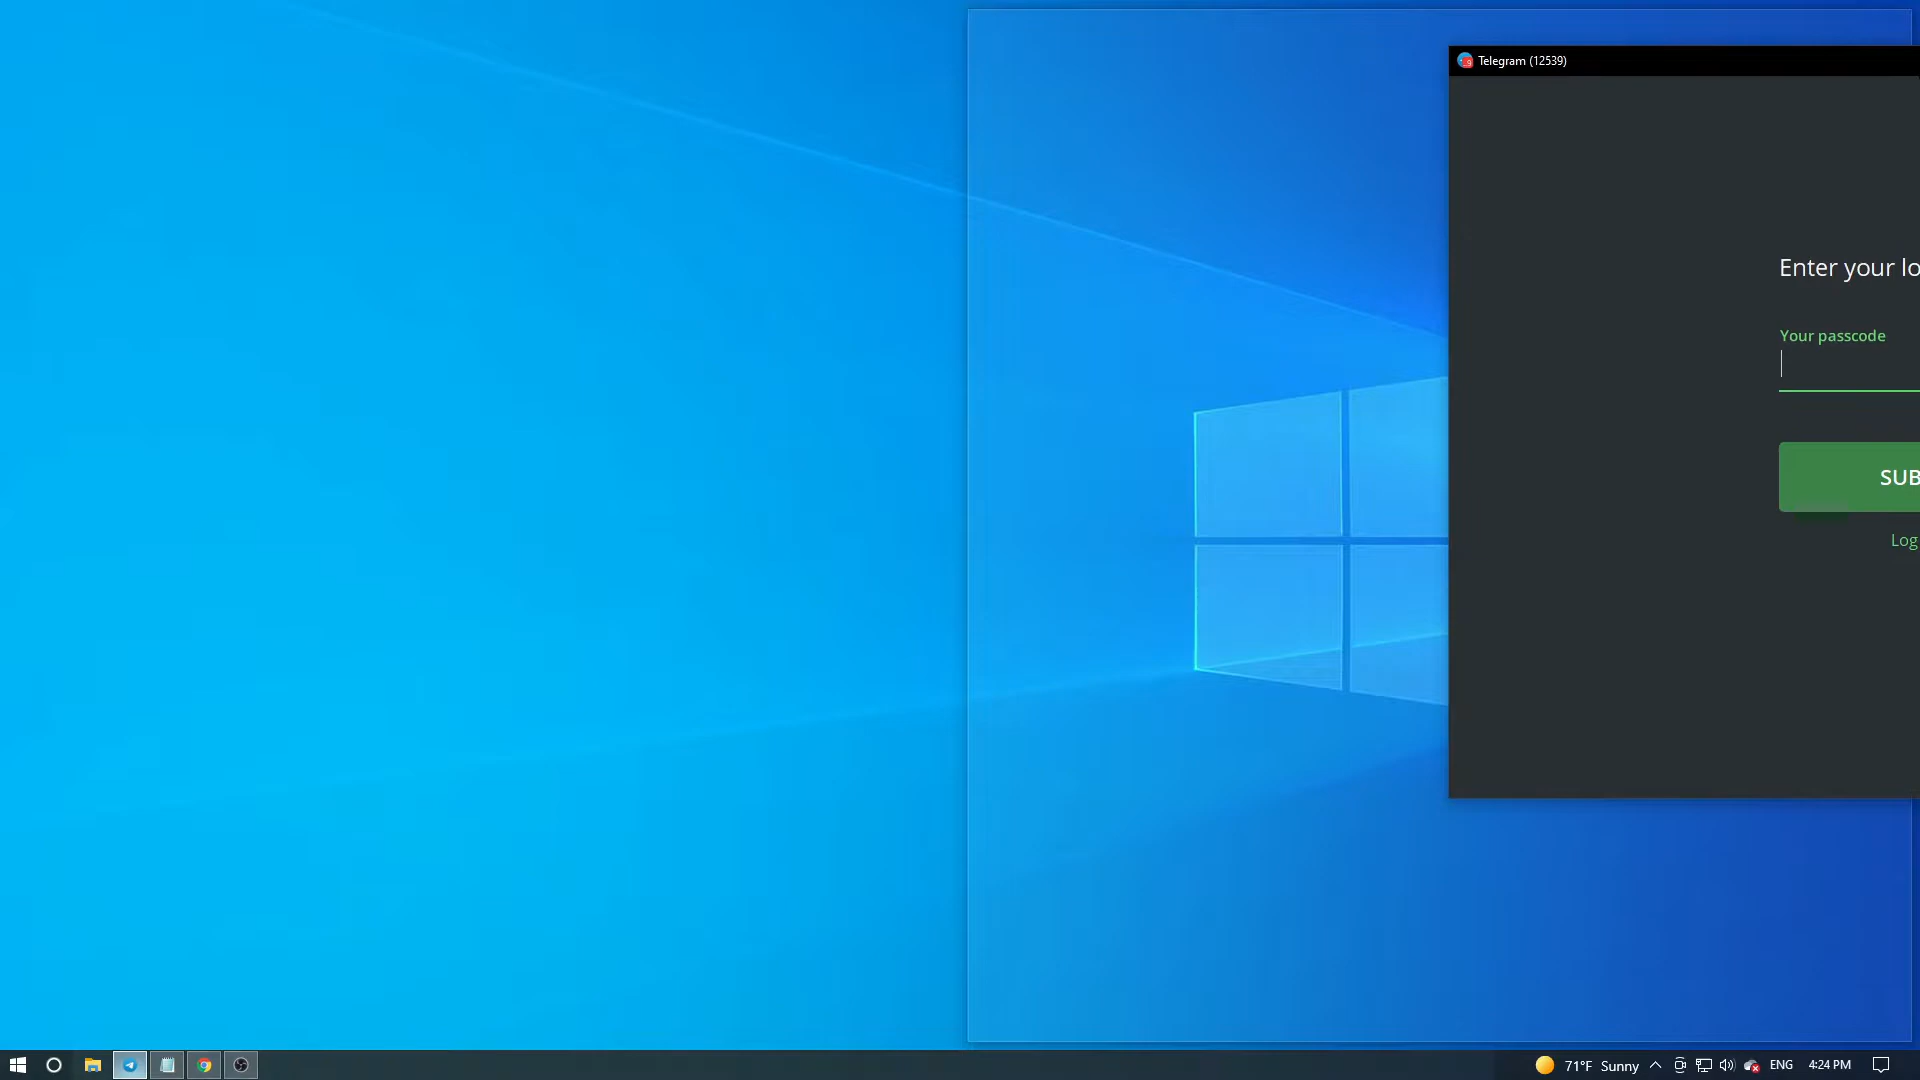 Telegram (12539)
Enter your lo
Your passcode
SUB
Log
71°F Sunny
ENG
4:24 PM